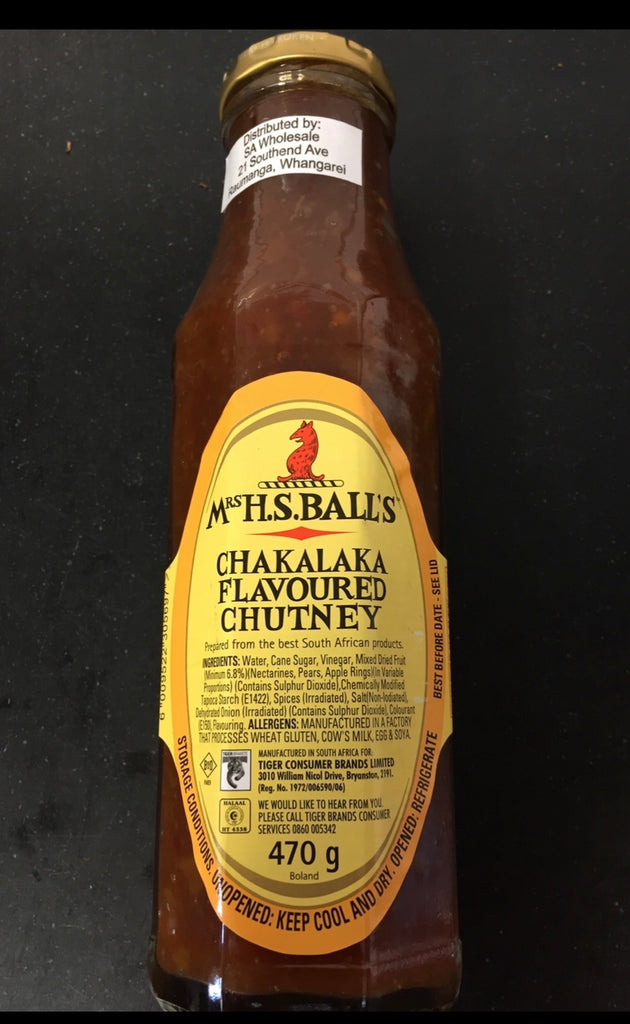 Distributed by:
SA Wholesale
21 Southend Ave
Raumanga, Whangarei
MRS H.S.BALL'S
CHAKALAKA
FLAVOURED
CHUTNEY
Prepared from the best South African products.
INGREDIENTS: Water, Cane Sugar, Vinegar, Mixed Dried Fruit
(Minimum 6.8%)(Nectarines, Pears, Apple Rings)(In Variable
Proportions) (Contains Sulphur Dioxide),Chemically Modified
Tapioca Starch (E1422), Spices (Irradiated), Salt(Non-Iodated),
Dehydrated Onion (Irradiated) (Contains Sulphur Dioxide), Colourant
(E160), Flavouring. ALLERGENS: MANUFACTURED IN A FACTORY
THAT PROCESSES WHEAT GLUTEN, COW'S MILK, EGG & SOYA.
MANUFACTURED IN SOUTH AFRICA FOR:
TIGER CONSUMER BRANDS LIMITED
3010 William Nicol Drive, Bryanston, 2191.
(Reg. No. 1972/006590/06)
HALAAL
WE WOULD LIKE TO HEAR FROM YOU.
PLEASE CALL TIGER BRANDS CONSUMER
SERVICES 0860 005342
470 g
Boland
STORAGE CONDITIONS. UNOPENED: KEEP COOL AND DRY. OPENED: REFRIGERATE
BEST BEFORE DATE - SEE LID